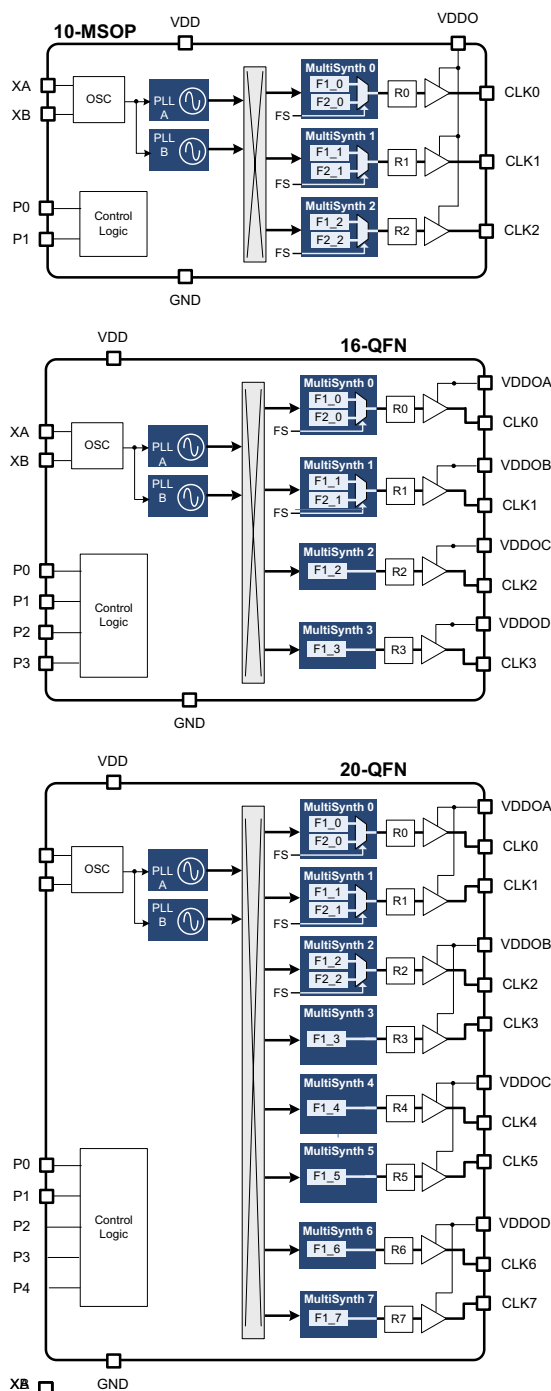 10-MSOP
VDD
VDDO
XA
XB
OSC
PLL
A
PLL
B
MultiSynth 0
F1_0
F2_0
FS
R0
CLK0
MultiSynth 1
F1_1
F2_1
FS
R1
CLK1
MultiSynth 2
F1_2
F2_2
FS
R2
CLK2
P0
P1
Control
Logic
GND
16-QFN
VDD
XA
XB
OSC
PLL
A
PLL
B
MultiSynth 0
F1_0
F2_0
FS
R0
VDDOA
CLK0
MultiSynth 1
F1_1
F2_1
FS
R1
VDDOB
CLK1
MultiSynth 2
F1_2
R2
VDDOC
CLK2
MultiSynth 3
F1_3
R3
VDDOD
CLK3
P0
P1
P2
P3
Control
Logic
GND
20-QFN
VDD
OSC
PLL
A
PLL
B
MultiSynth 0
F1_0
F2_0
FS
R0
VDDOA
CLK0
MultiSynth 1
F1_1
F2_1
FS
R1
CLK1
MultiSynth 2
F1_2
F2_2
FS
R2
VDDOB
CLK2
MultiSynth 3
F1_3
R3
CLK3
MultiSynth 4
F1_4
R4
VDDOC
CLK4
MultiSynth 5
F1_5
R5
CLK5
MultiSynth 6
F1_6
R6
VDDOD
CLK6
MultiSynth 7
F1_7
R7
CLK7
P0
P1
P2
P3
P4
Control
Logic
GND